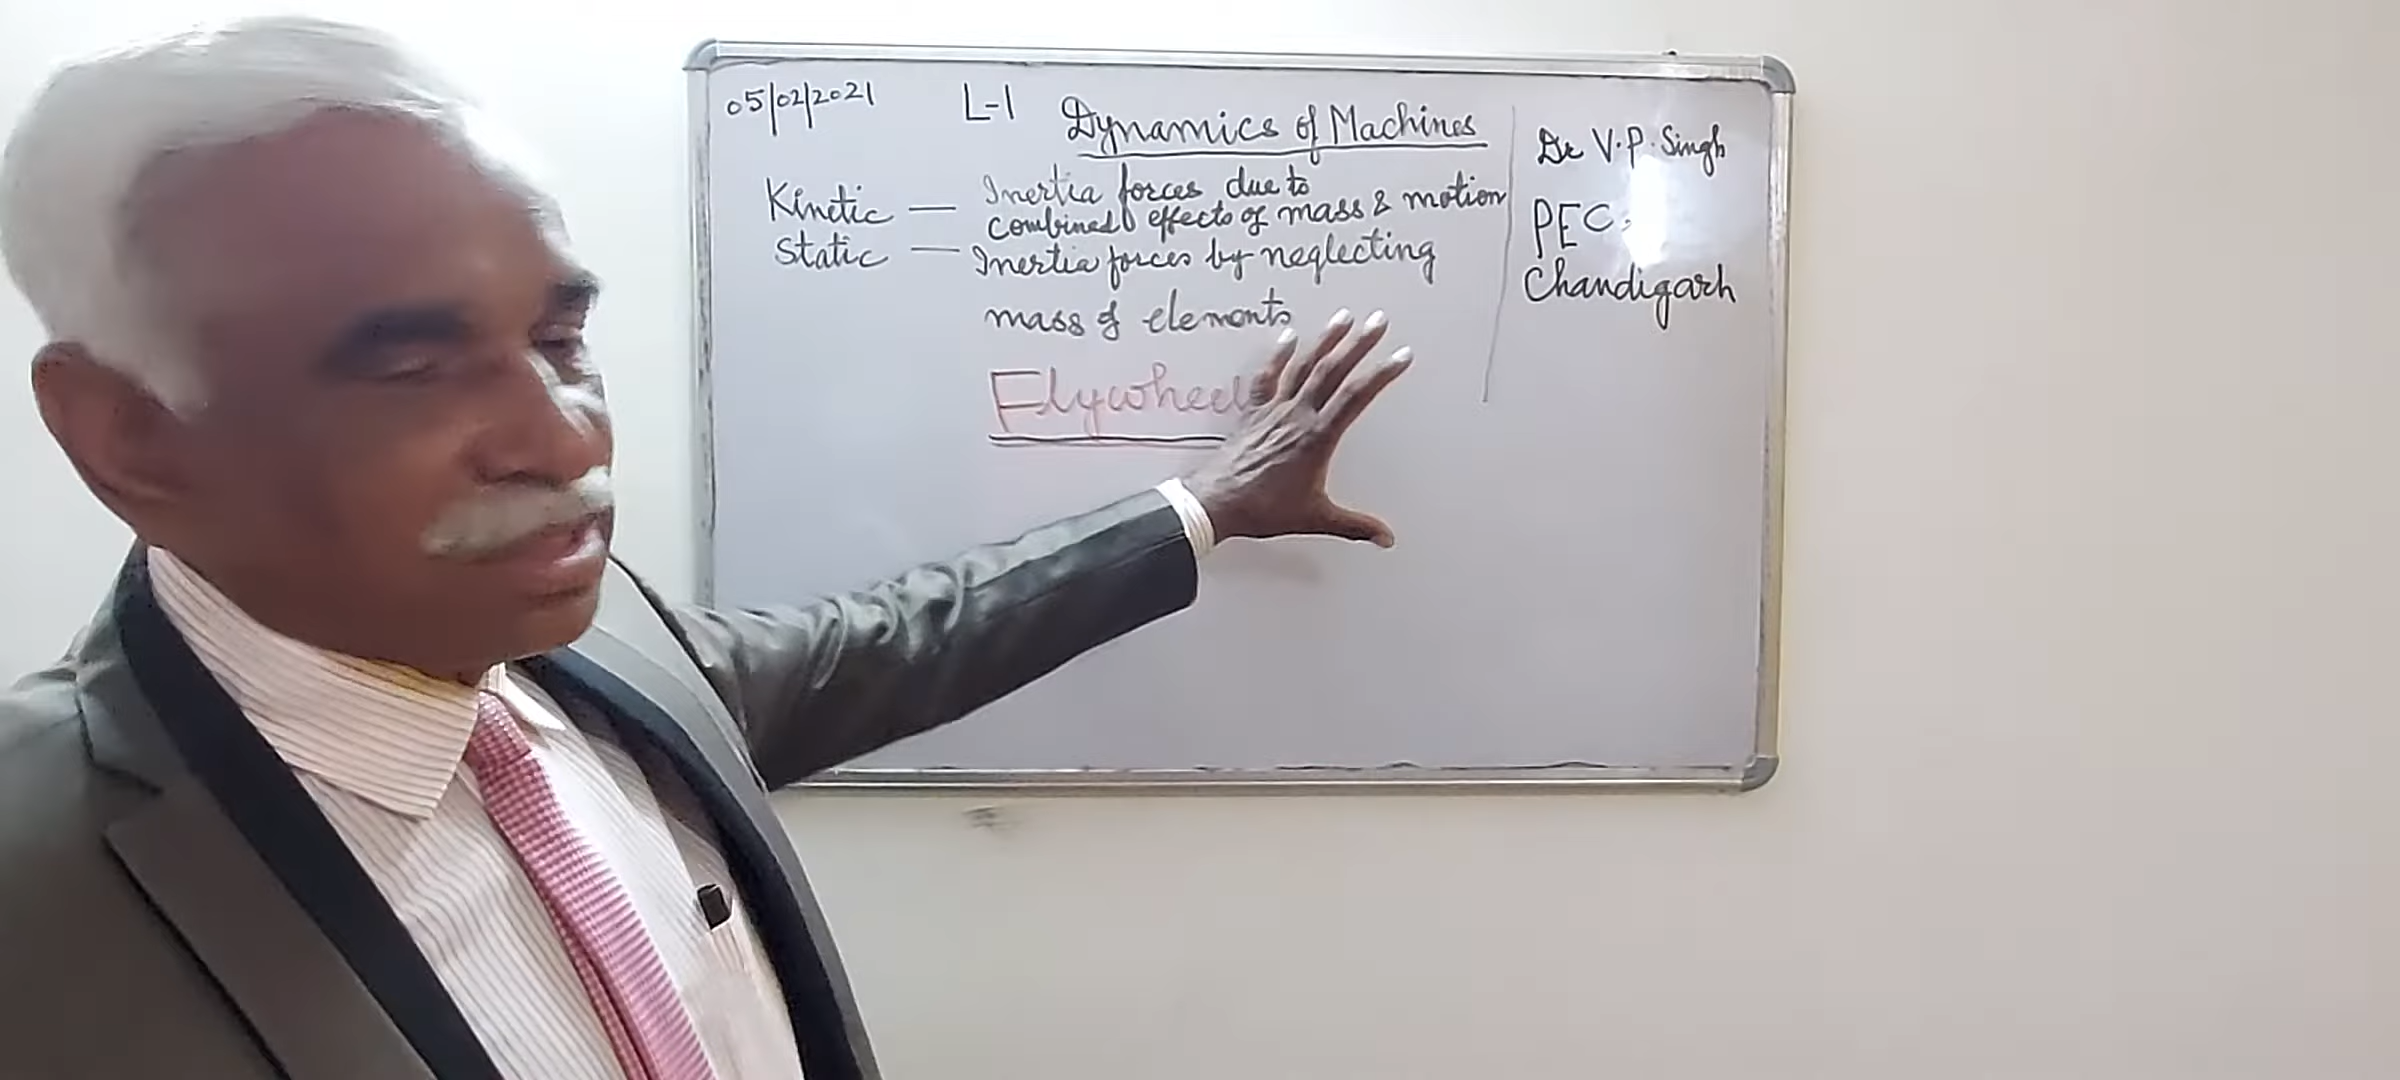 05/02/2021
L-1
Dynamics of Machines
Kinetic — Inertia forces due to
combined effects of mass & motion
Static — Inertia forces by neglecting
mass of elements
Flywheel
Dr V.P. Singh
PEC
Chandigarh